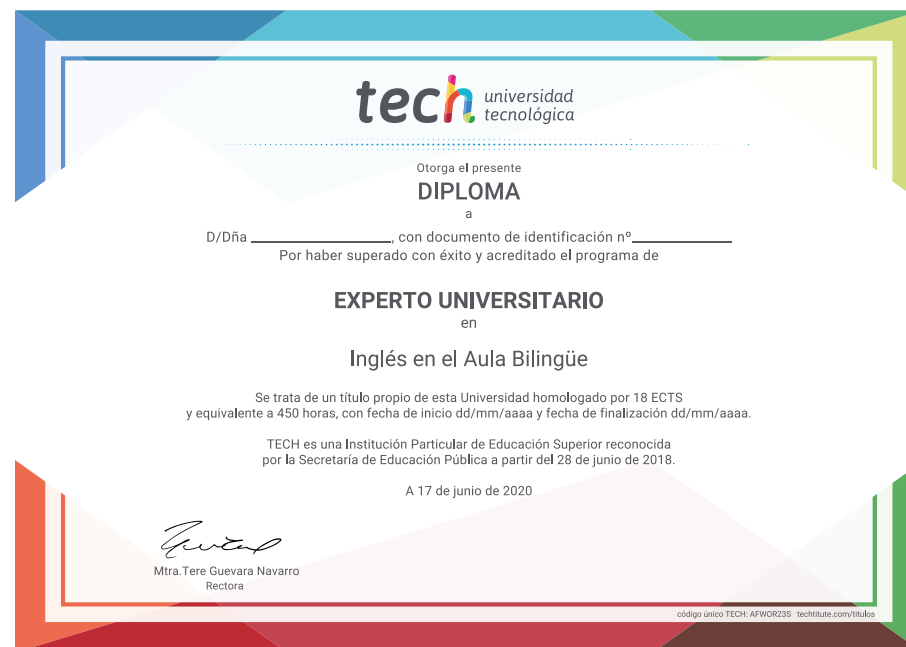 tech universidad
tecnológica
Otorga el presente
DIPLOMA
a
D/Dña ____________________, con documento de identificación nº______________
Por haber superado con éxito y acreditado el programa de
EXPERTO UNIVERSITARIO
en
Inglés en el Aula Bilingüe
Se trata de un título propio de esta Universidad homologado por 18 ECTS
y equivalente a 450 horas, con fecha de inicio dd/mm/aaaa y fecha de finalización dd/mm/aaaa.
TECH es una Institución Particular de Educación Superior reconocida
por la Secretaría de Educación Pública a partir del 28 de junio de 2018.
A 17 de junio de 2020
Mtra.Tere Guevara Navarro
Rectora
código único TECH: AFWOR23S techtitute.com/titulos